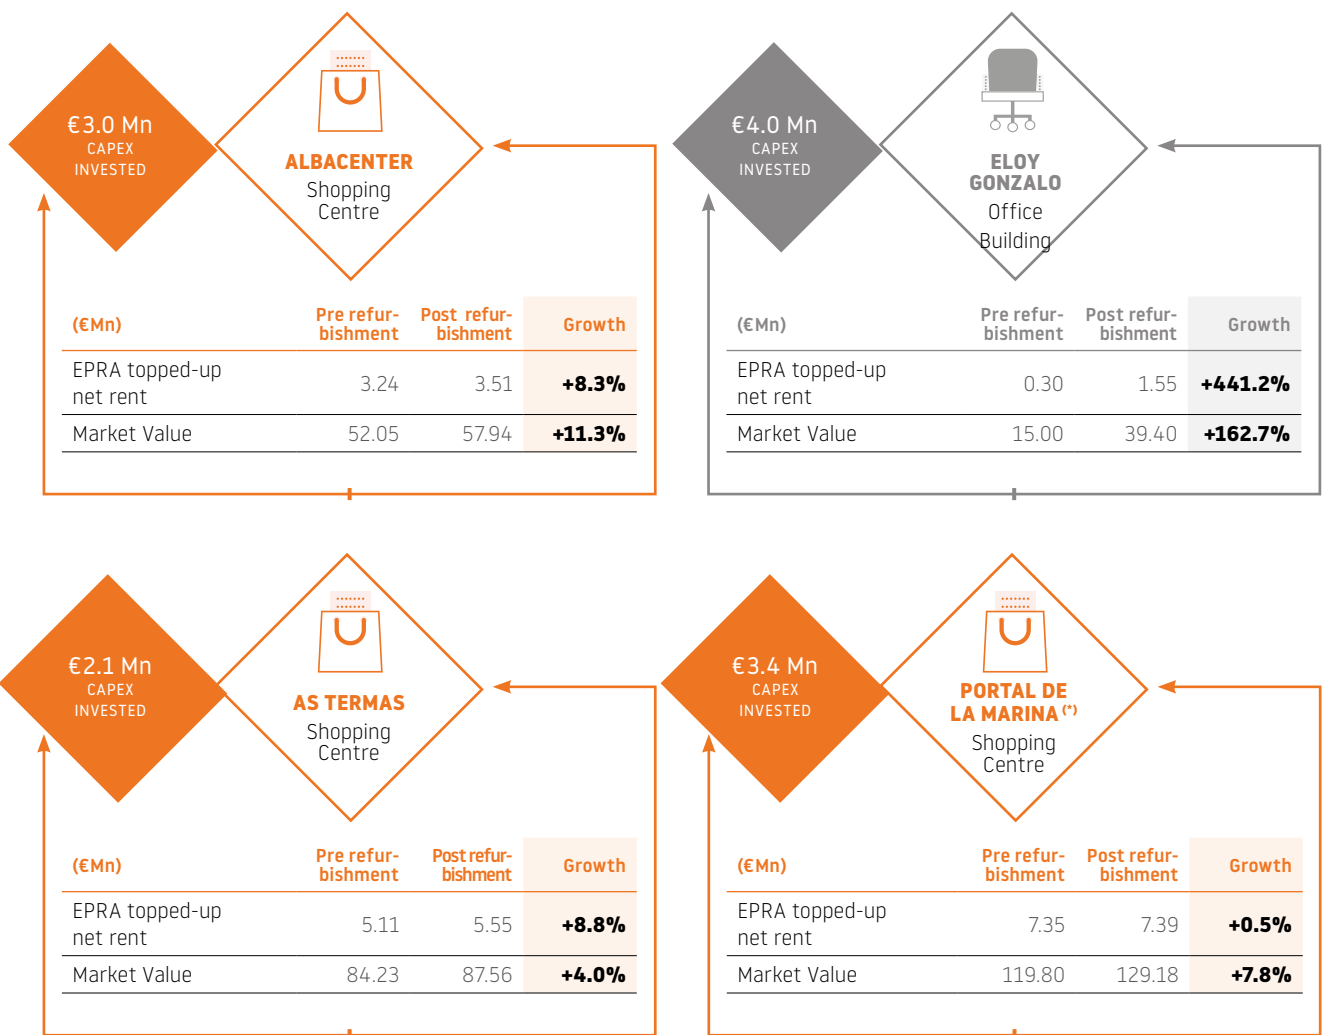 €3.0 Mn
CAPEX
INVESTED
ALBACENTER
Shopping
Centre
(€Mn) Pre refur-bishment Post refur-bishment Growth
EPRA topped-up
net rent 3.24 3.51 +8.3%
Market Value 52.05 57.94 +11.3%
€4.0 Mn
CAPEX
INVESTED
ELOY
GONZALO
Office
Building
(€Mn) Pre refur-bishment Post refur-bishment Growth
EPRA topped-up
net rent 0.30 1.55 +441.2%
Market Value 15.00 39.40 +162.7%
€2.1 Mn
CAPEX
INVESTED
AS TERMAS
Shopping
Centre
(€Mn) Pre refur-bishment Post refur-bishment Growth
EPRA topped-up
net rent 5.11 5.55 +8.8%
Market Value 84.23 87.56 +4.0%
€3.4 Mn
CAPEX
INVESTED
PORTAL DE
LA MARINA (*)
Shopping
Centre
(€Mn) Pre refur-bishment Post refur-bishment Growth
EPRA topped-up
net rent 7.35 7.39 +0.5%
Market Value 119.80 129.18 +7.8%